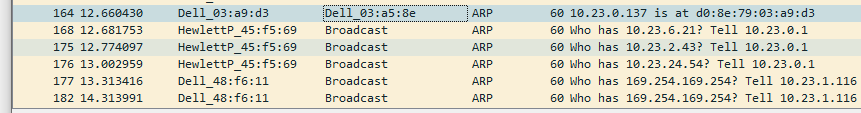 164 12.660430 Dell_03:a9:d3 Dell_03:a5:8e ARP 60 10.23.0.137 is at d0:8e:79:03:a9:d3
168 12.681753 HewlettP_45:f5:69 Broadcast ARP 60 Who has 10.23.6.21? Tell 10.23.0.1
175 12.774097 HewlettP_45:f5:69 Broadcast ARP 60 Who has 10.23.2.43? Tell 10.23.0.1
176 13.002959 HewlettP_45:f5:69 Broadcast ARP 60 Who has 10.23.24.54? Tell 10.23.0.1
177 13.313416 Dell_48:f6:11 Broadcast ARP 60 Who has 169.254.169.254? Tell 10.23.1.116
182 14.313991 Dell_48:f6:11 Broadcast ARP 60 Who has 169.254.169.254? Tell 10.23.1.116